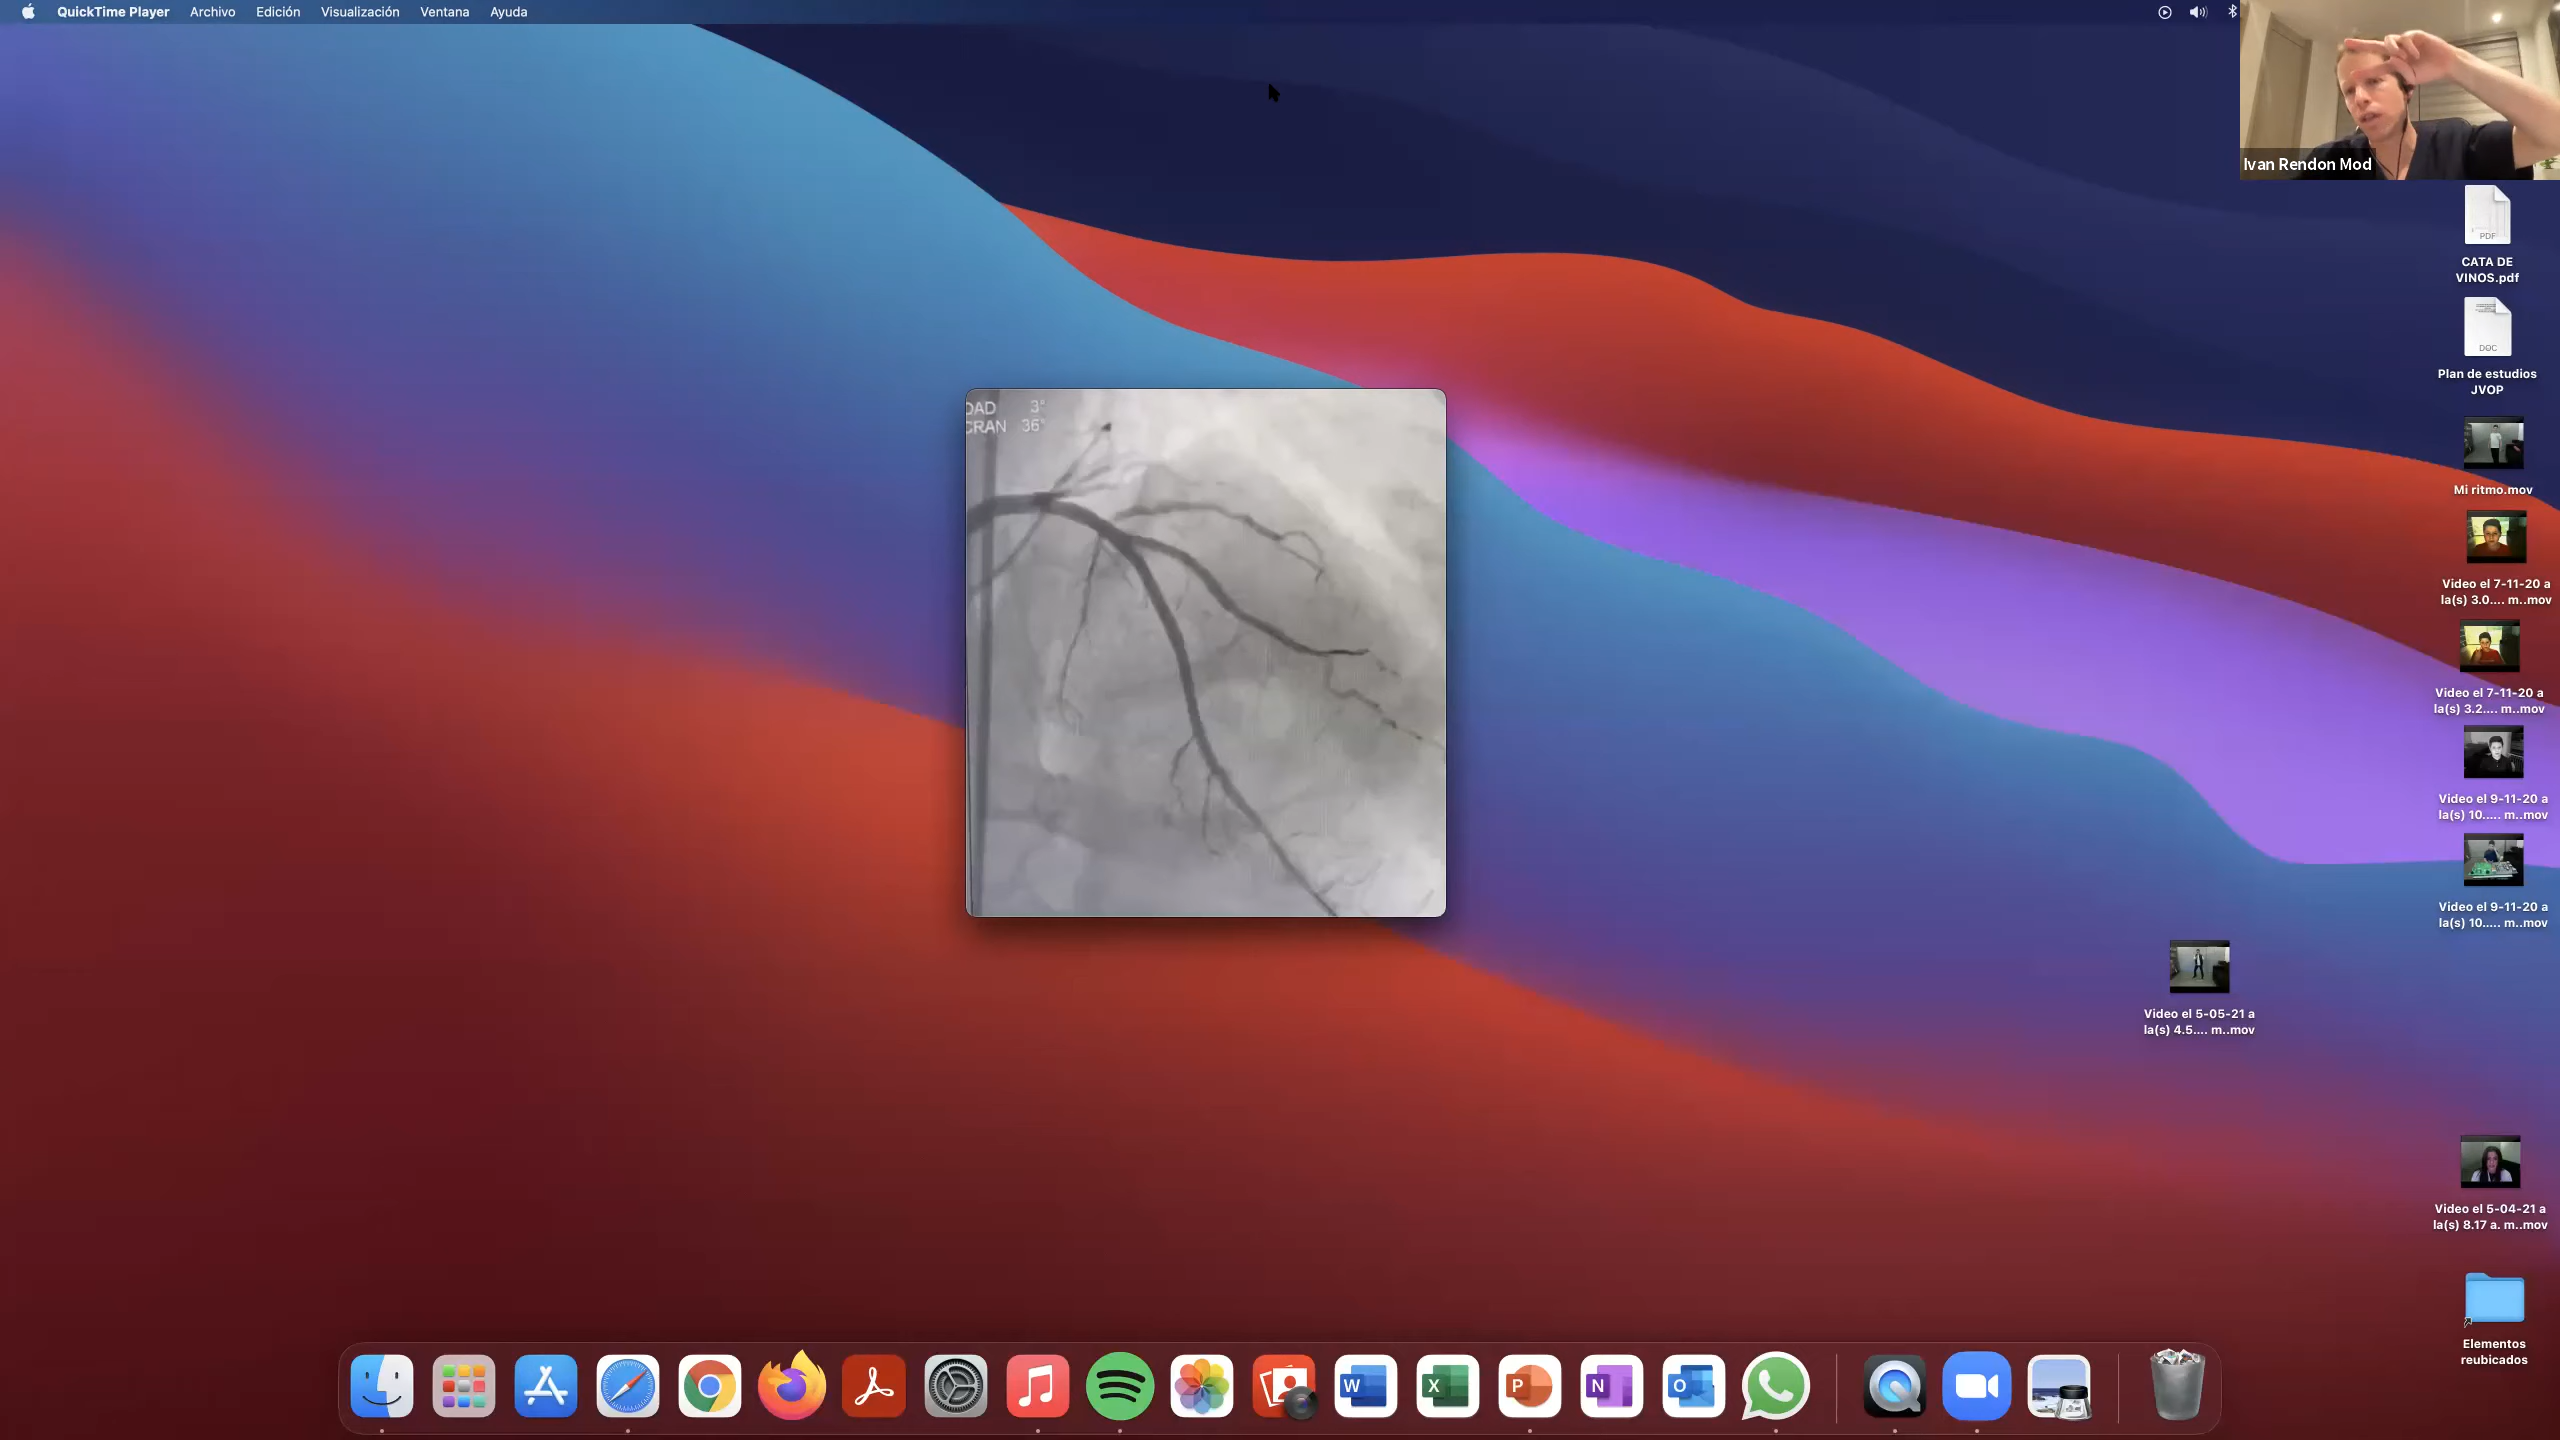 QuickTime Player Archivo Edición Visualización Ventana Ayuda
Ivan Rendon Mod
PDF
CATA DE
VINOS.pdf
DOC
Plan de estudios
JVOP
OAD 3°
CRAN 36°
Mi ritmo.mov
Video el 7-11-20 a
la(s) 3.0.... m..mov
Video el 7-11-20 a
la(s) 3.2.... m..mov
Video el 9-11-20 a
la(s) 10..... m..mov
Video el 9-11-20 a
la(s) 10..... m..mov
Video el 5-05-21 a
la(s) 4.5.... m..mov
Video el 5-04-21 a
la(s) 8.17 a. m..mov
Elementos
reubicados
W X P N O